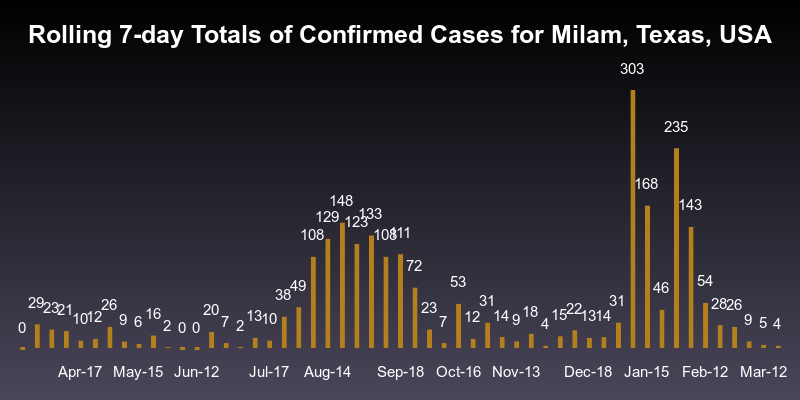 Rolling 7-day Totals of Confirmed Cases for Milam, Texas, USA
0 29 23 21 10 12 26 9 6 16 2 0 0 20 7 2 13 10 38 49 108 129 148 123 133 108 111 72 23 7 53 12 31 14 9 18 4 15 22 13 14 31 303 168 46 235 143 54 28 26 9 5 4
Apr-17 May-15 Jun-12 Jul-17 Aug-14 Sep-18 Oct-16 Nov-13 Dec-18 Jan-15 Feb-12 Mar-12